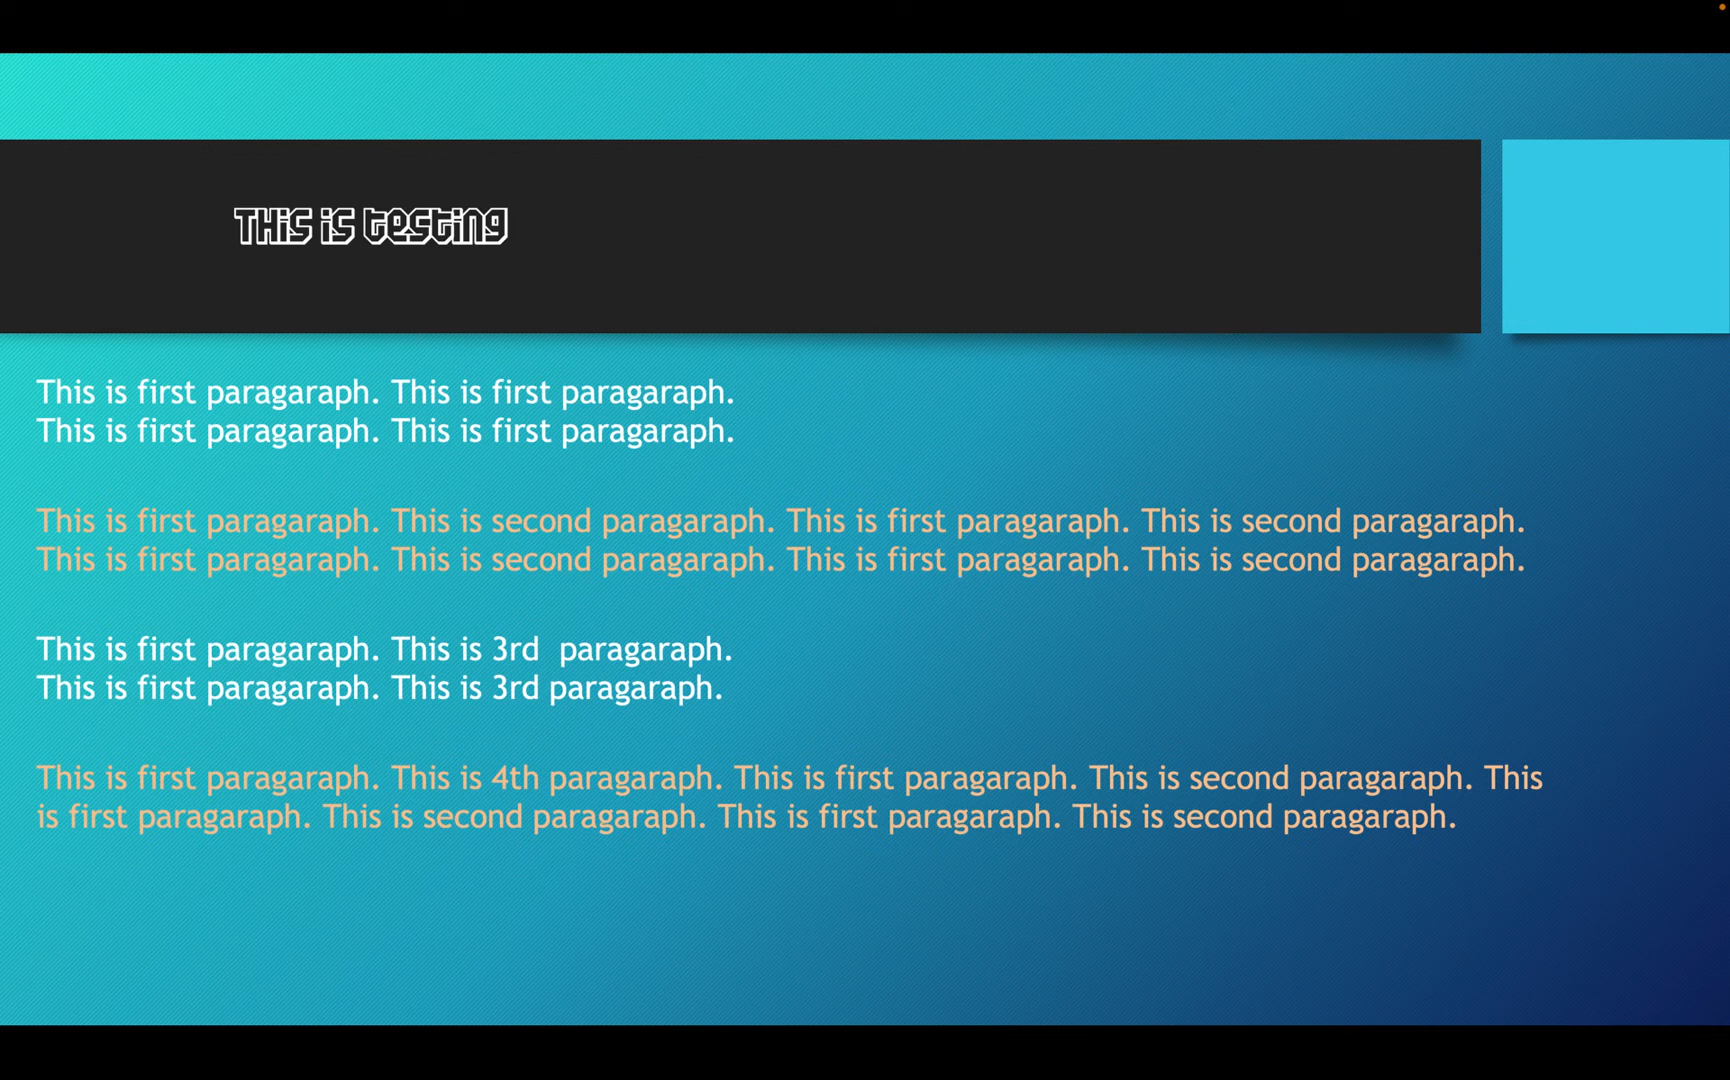 THis is testing
This is first paragaraph. This is first paragaraph.
This is first paragaraph. This is first paragaraph.
This is first paragaraph. This is second paragaraph. This is first paragaraph. This is second paragaraph.
This is first paragaraph. This is second paragaraph. This is first paragaraph. This is second paragaraph.
This is first paragaraph. This is 3rd  paragaraph.
This is first paragaraph. This is 3rd paragaraph.
This is first paragaraph. This is 4th paragaraph. This is first paragaraph. This is second paragaraph. This
is first paragaraph. This is second paragaraph. This is first paragaraph. This is second paragaraph.